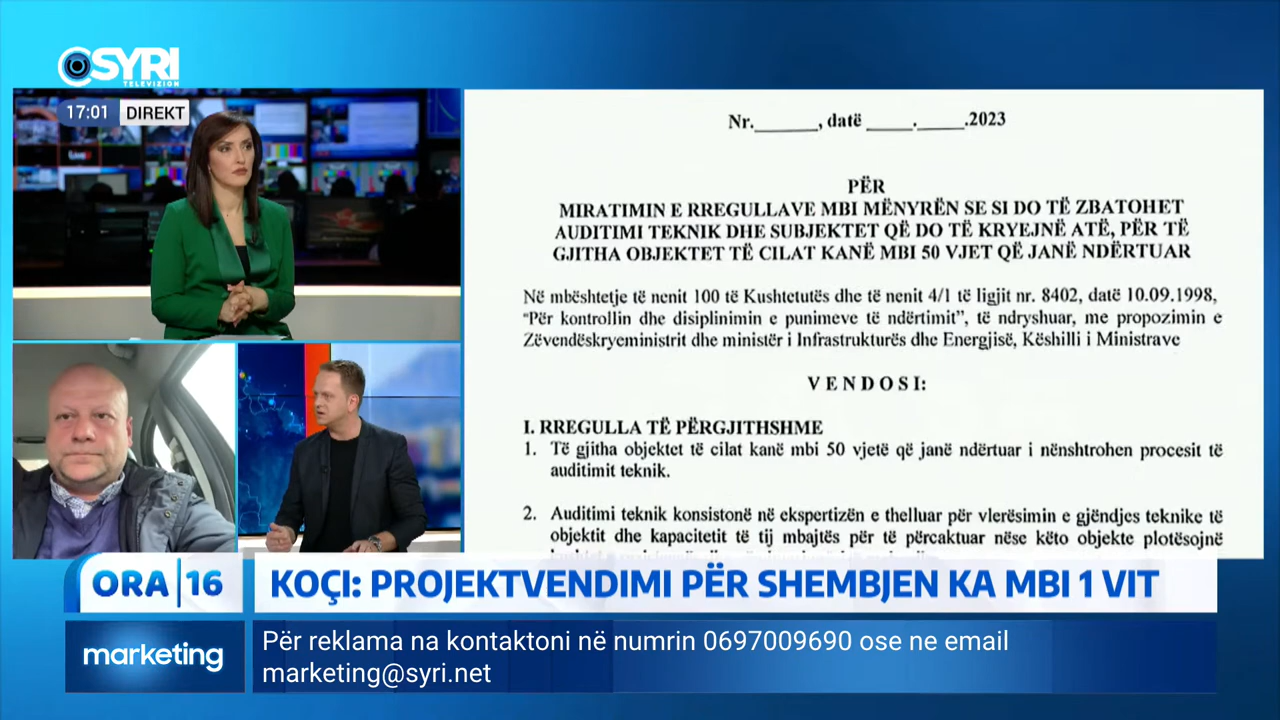 SYRI
TELEVIZION
17:01 DIREKT
Nr.______, datë _____._____.2023
PËR
MIRATIMIN E RREGULLAVE MBI MËNYRËN SE SI DO TË ZBATOHET
AUDITIMI TEKNIK DHE SUBJEKTET QË DO TË KRYEJNË ATË, PËR TË
GJITHA OBJEKTET TË CILAT KANË MBI 50 VJET QË JANË NDËRTUAR
Në mbështetje të nenit 100 të Kushtetutës dhe të nenit 4/1 të ligjit nr. 8402, datë 10.09.1998,
“Për kontrollin dhe disiplinimin e punimeve të ndërtimit”, të ndryshuar, me propozimin e
Zëvendëskryeministrit dhe ministër i Infrastrukturës dhe Energjisë, Këshilli i Ministrave
V E N D O S I:
I. RREGULLA TË PËRGJITHSHME
1. Të gjitha objektet të cilat kanë mbi 50 vjetë që janë ndërtuar i nënshtrohen procesit të
auditimit teknik.
2. Auditimi teknik konsistonë në ekspertizën e thelluar për vlerësimin e gjëndjes teknike të
objektit dhe kapacitetit të tij mbajtës për të përcaktuar nëse këto objekte plotësojnë
ORA 16
KOÇI: PROJEKTVENDIMI PËR SHEMBJEN KA MBI 1 VIT
marketing
Për reklama na kontaktoni në numrin 0697009690 ose ne email
marketing@syri.net